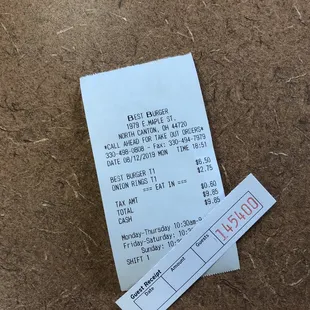 BEST BURGER
1979 E.MAPLE ST.
NORTH CANTON, OH 44720
*CALL AHEAD FOR TAKE OUT ORDERS*
330-498-0808 - Fax: 330-494-7979
DATE 08/12/2019 MON TIME 18:51
BEST BURGER T1 $6.50
ONION RINGS T1 $2.75
=== EAT IN ===
TAX AMT $0.60
TOTAL $9.85
CASH $9.85
Monday-Thursday 10:30am-
Friday-Saturday: 10:
Sunday: 10:
SHIFT 1
Guest Receipt
Date Amount Guests 145400